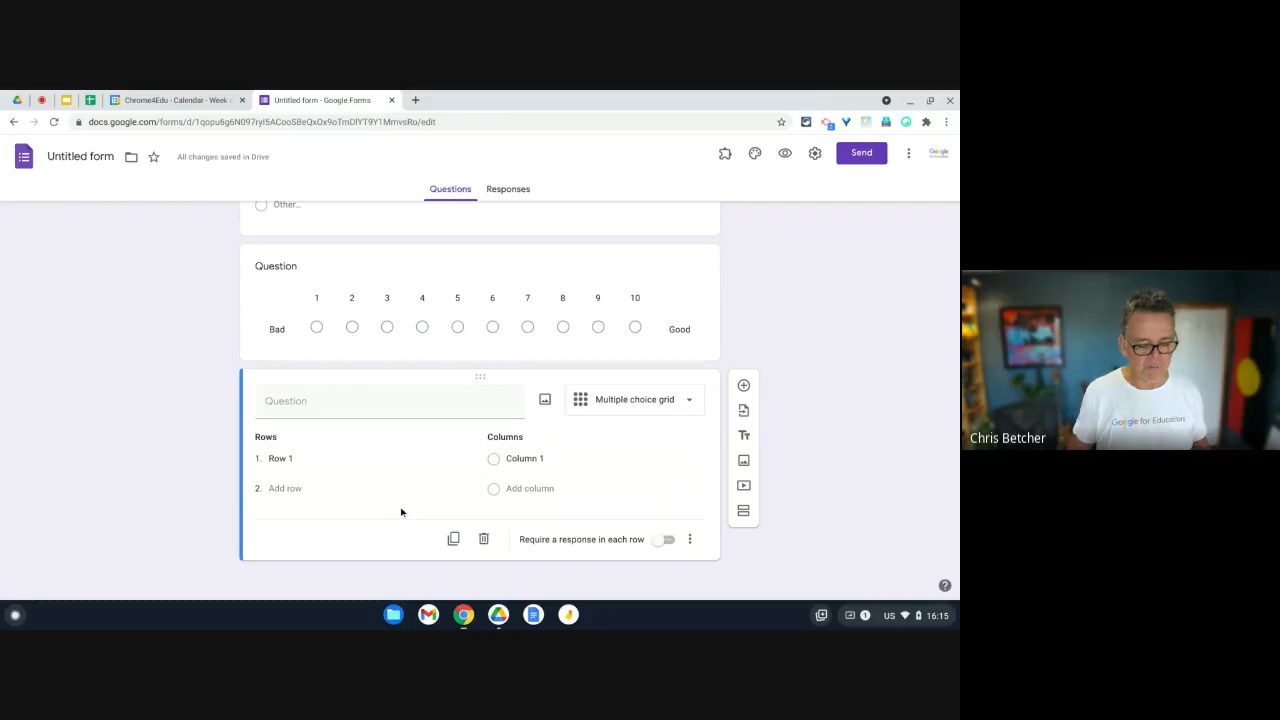 Chrome4Edu - Calendar - Week
Untitled form - Google Forms
docs.google.com/forms/d/1qopu6g6N097ryI5ACooSBeQxOx9oTmDIYT9Y1MmvsRo/edit
Untitled form
All changes saved in Drive
Send
Google
Questions
Responses
Other...
Question
1 2 3 4 5 6 7 8 9 10
Bad
Good
Question
Multiple choice grid
Rows
Columns
1. Row 1
Column 1
2. Add row
Add column
Require a response in each row
US
16:15
Google for Education
Chris Betcher